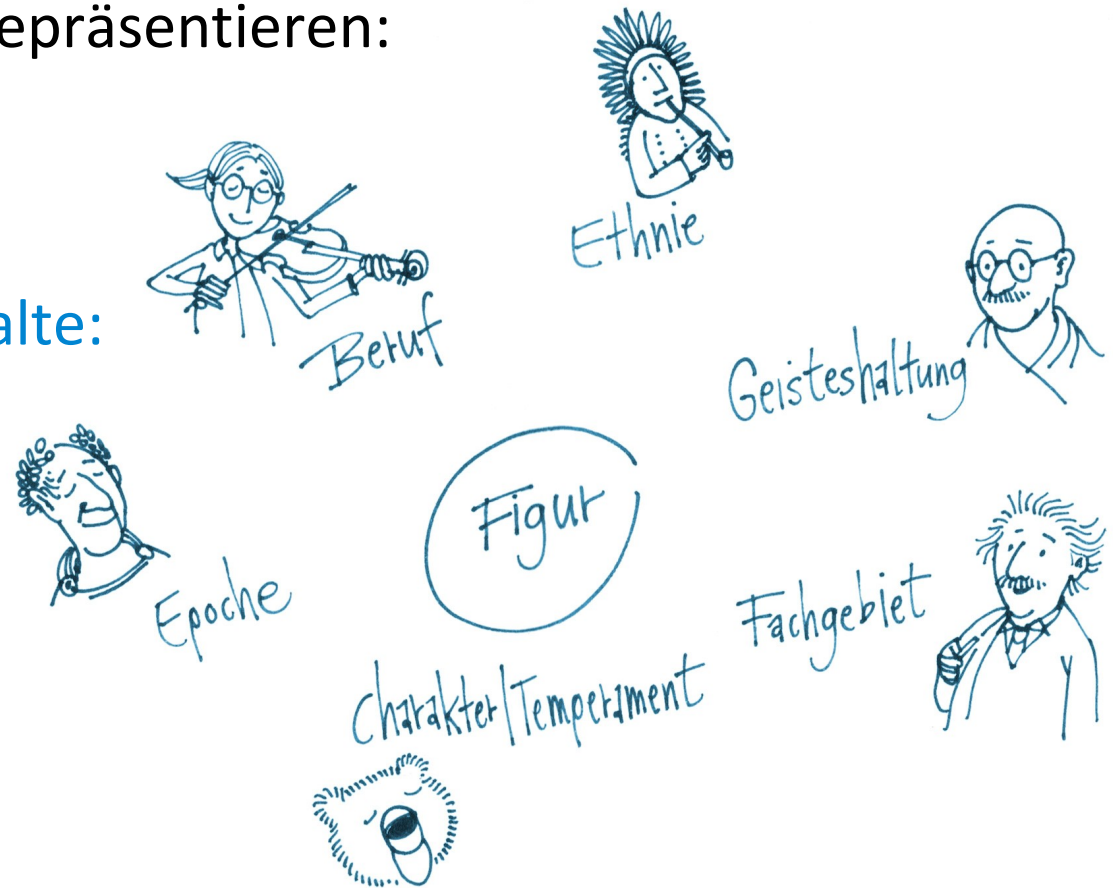 epräsentieren:
Ethnie
alte:
Beruf
Geisteshaltung
Figur
Epoche
Fachgebiet
Charakter/Temperament